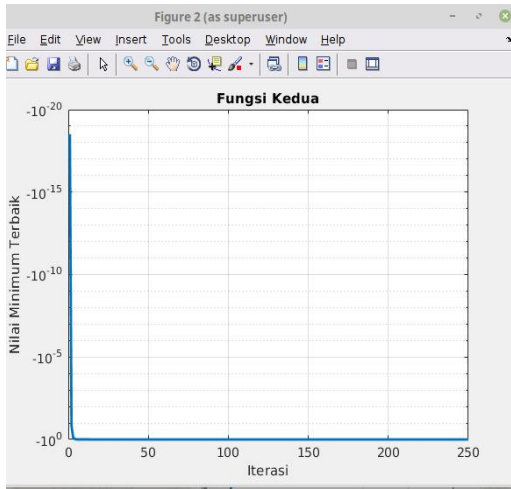 Figure 2 (as superuser)
File Edit View Insert Tools Desktop Window Help
Fungsi Kedua
-10^-20
-10^-15
-10^-10
-10^-5
-10^0
Nilai Minimum Terbaik
0 50 100 150 200 250
Iterasi